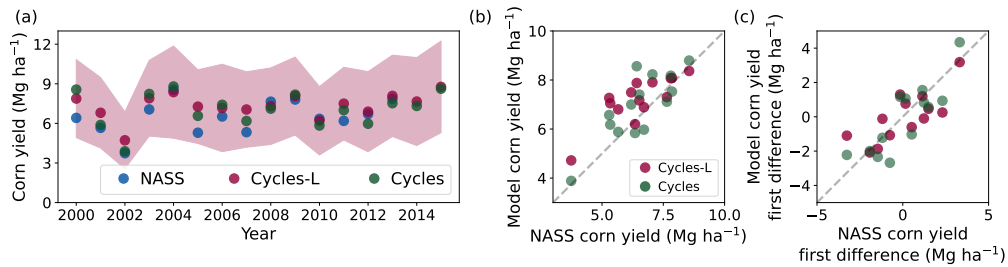 (a)
Corn yield (Mg ha⁻¹)
12
9
6
3
0
2000 2002 2004 2006 2008 2010 2012 2014
Year
NASS Cycles-L Cycles
(b)
Model corn yield (Mg ha⁻¹)
10
8
6
4
5.0 7.5 10.0
NASS corn yield (Mg ha⁻¹)
Cycles-L
Cycles
(c)
Model corn yield
first difference (Mg ha⁻¹)
4
2
0
−2
−4
−5 0 5
NASS corn yield
first difference (Mg ha⁻¹)